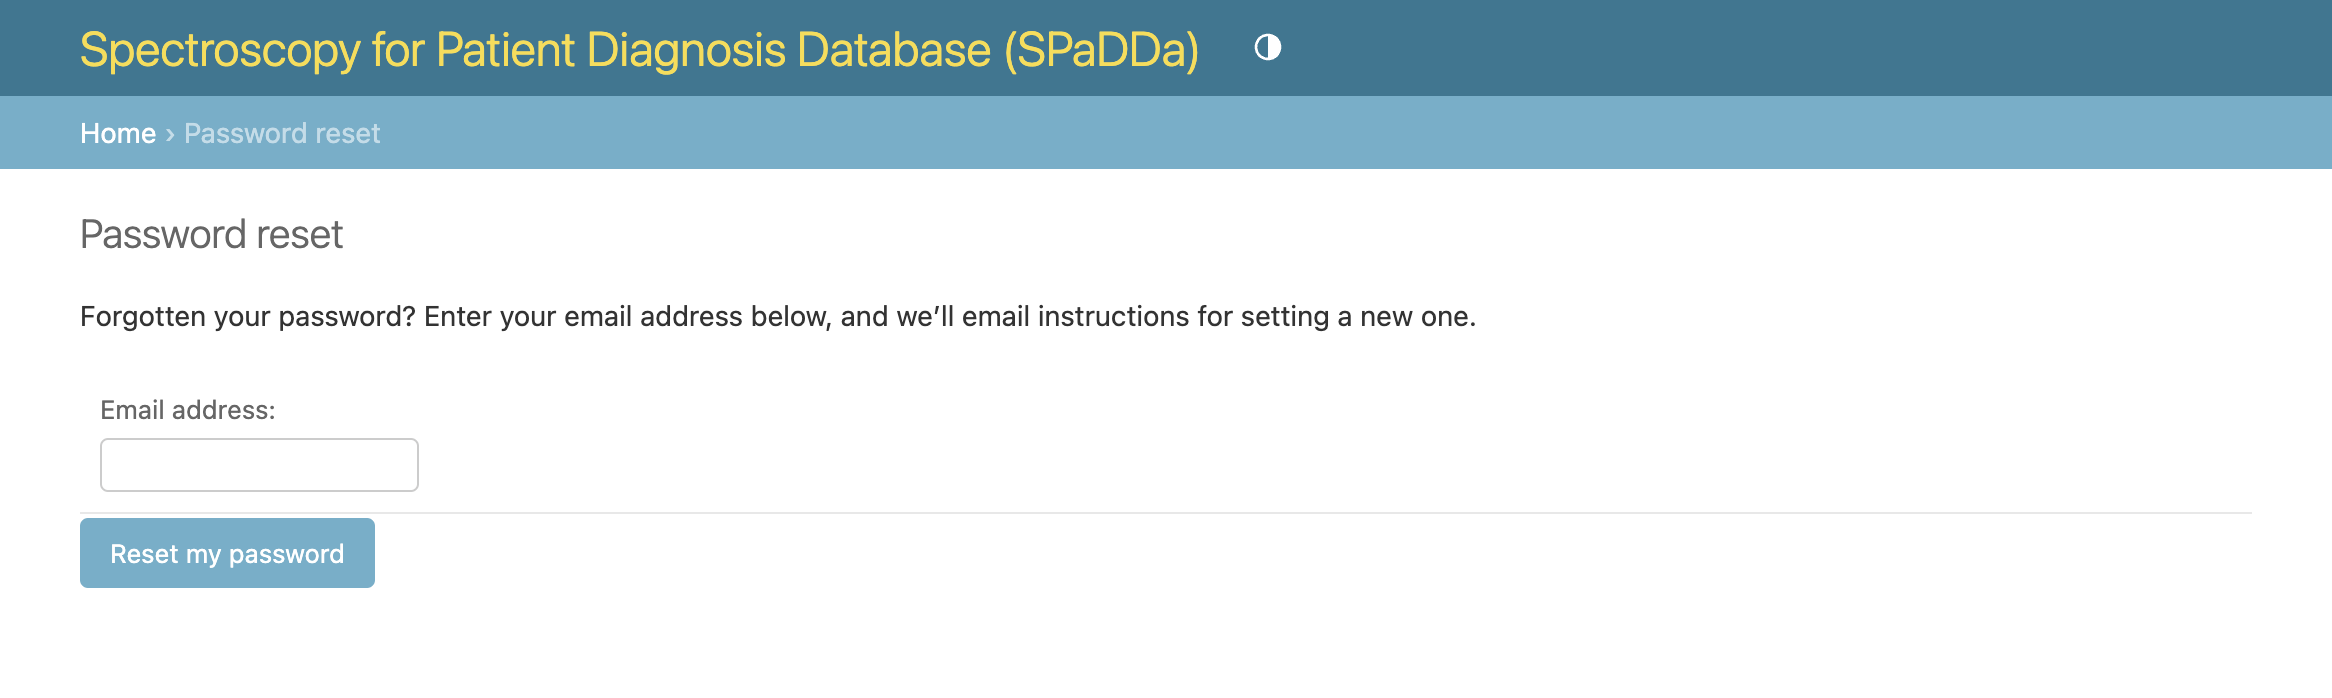 Spectroscopy for Patient Diagnosis Database (SPaDDa)
Home › Password reset
Password reset
Forgotten your password? Enter your email address below, and we’ll email instructions for setting a new one.
Email address:
Reset my password